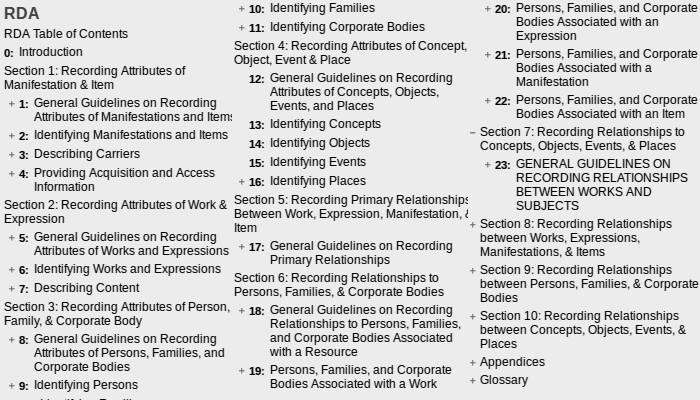 RDA
RDA Table of Contents
0: Introduction
Section 1: Recording Attributes of
Manifestation & Item
+ 1: General Guidelines on Recording
Attributes of Manifestations and Items
+ 2: Identifying Manifestations and Items
+ 3: Describing Carriers
+ 4: Providing Acquisition and Access
Information
Section 2: Recording Attributes of Work &
Expression
+ 5: General Guidelines on Recording
Attributes of Works and Expressions
+ 6: Identifying Works and Expressions
+ 7: Describing Content
Section 3: Recording Attributes of Person,
Family, & Corporate Body
+ 8: General Guidelines on Recording
Attributes of Persons, Families, and
Corporate Bodies
+ 9: Identifying Persons
+ 10: Identifying Families
+ 11: Identifying Corporate Bodies
Section 4: Recording Attributes of Concept,
Object, Event & Place
12: General Guidelines on Recording
Attributes of Concepts, Objects,
Events, and Places
13: Identifying Concepts
14: Identifying Objects
15: Identifying Events
+ 16: Identifying Places
Section 5: Recording Primary Relationships
Between Work, Expression, Manifestation, &
Item
+ 17: General Guidelines on Recording
Primary Relationships
Section 6: Recording Relationships to
Persons, Families, & Corporate Bodies
+ 18: General Guidelines on Recording
Relationships to Persons, Families,
and Corporate Bodies Associated
with a Resource
+ 19: Persons, Families, and Corporate
Bodies Associated with a Work
+ 20: Persons, Families, and Corporate
Bodies Associated with an
Expression
+ 21: Persons, Families, and Corporate
Bodies Associated with a
Manifestation
+ 22: Persons, Families, and Corporate
Bodies Associated with an Item
– Section 7: Recording Relationships to
Concepts, Objects, Events, & Places
+ 23: GENERAL GUIDELINES ON
RECORDING RELATIONSHIPS
BETWEEN WORKS AND
SUBJECTS
+ Section 8: Recording Relationships
between Works, Expressions,
Manifestations, & Items
+ Section 9: Recording Relationships
between Persons, Families, & Corporate
Bodies
+ Section 10: Recording Relationships
between Concepts, Objects, Events, &
Places
+ Appendices
+ Glossary